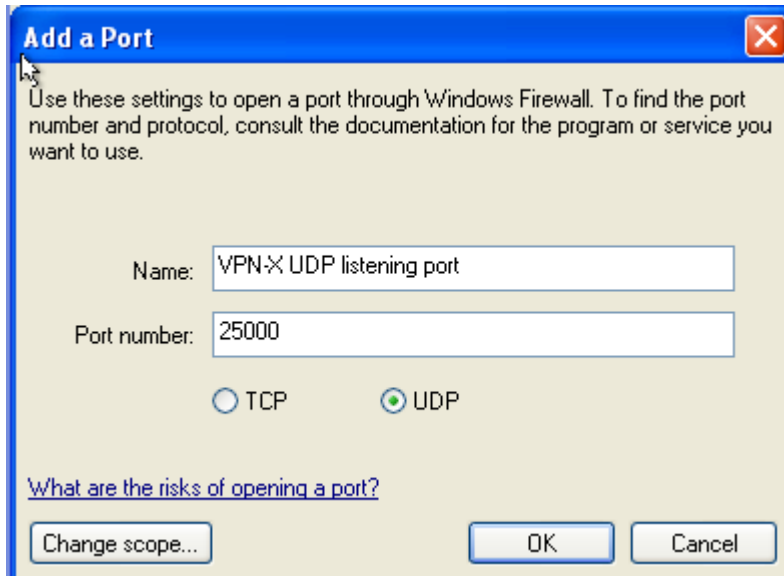 Add a Port
Use these settings to open a port through Windows Firewall. To find the port
number and protocol, consult the documentation for the program or service you
want to use.
Name: VPN-X UDP listening port
Port number: 25000
TCP UDP
What are the risks of opening a port?
Change scope... OK Cancel